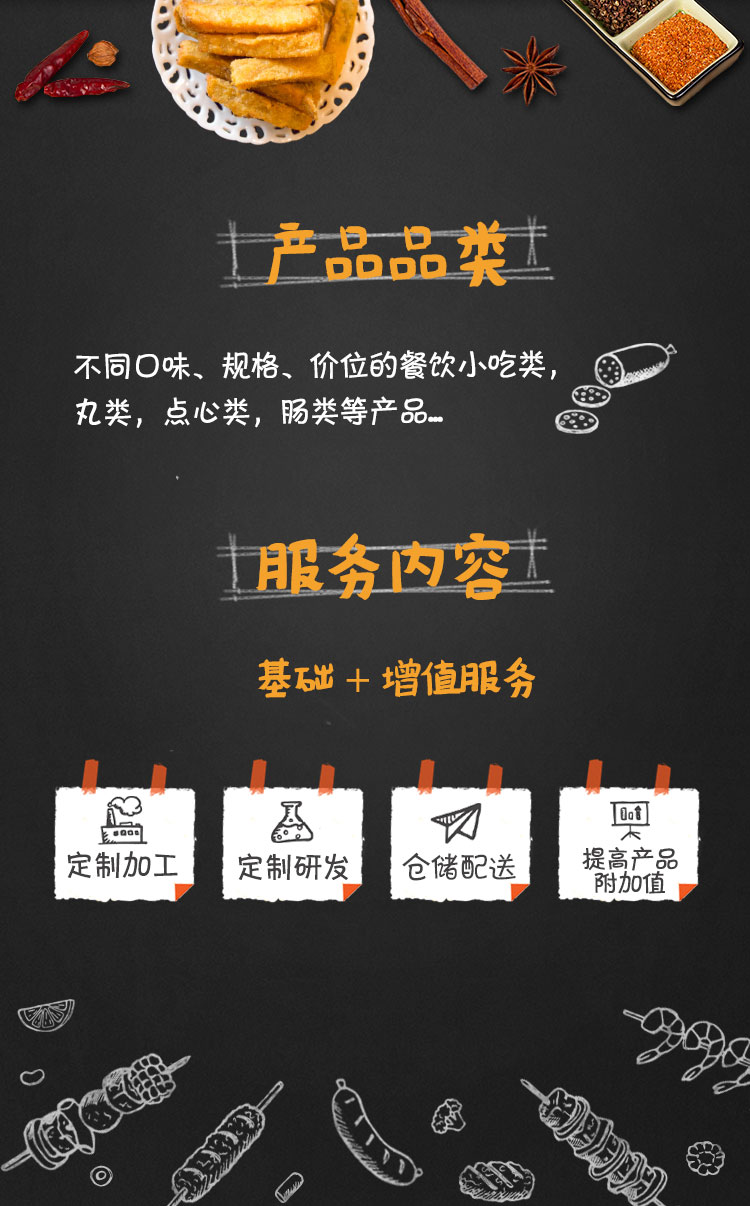 产品品类
不同口味、规格、价位的餐饮小吃类，
丸类，点心类，肠类等产品...
服务内容
基础 + 增值服务
定制加工
定制研发
仓储配送
提高产品
附加值